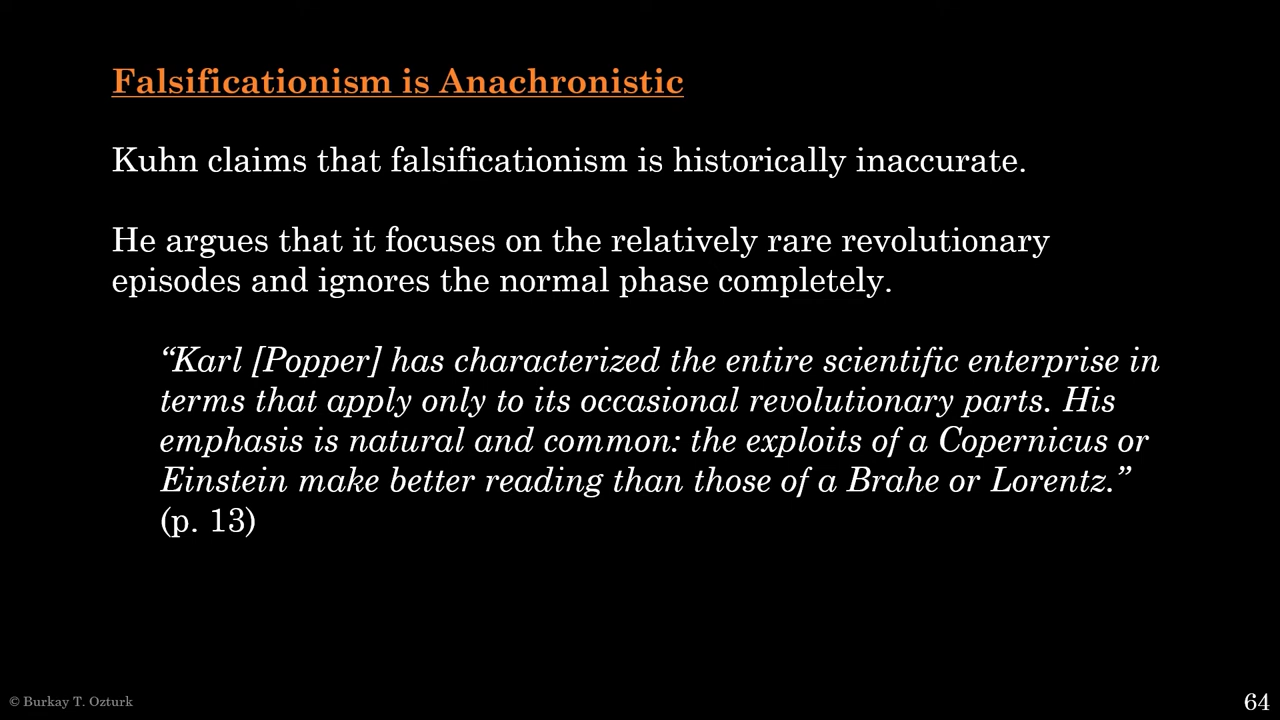 Falsificationism is Anachronistic
Kuhn claims that falsificationism is historically inaccurate.
He argues that it focuses on the relatively rare revolutionary
episodes and ignores the normal phase completely.
“Karl [Popper] has characterized the entire scientific enterprise in
terms that apply only to its occasional revolutionary parts. His
emphasis is natural and common: the exploits of a Copernicus or
Einstein make better reading than those of a Brahe or Lorentz.”
(p. 13)
© Burkay T. Ozturk
64